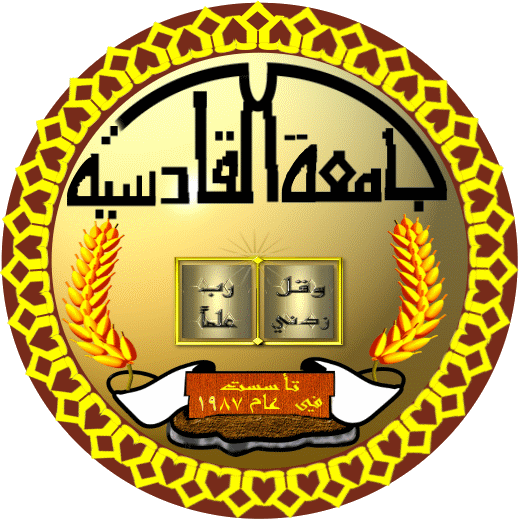 جامعة القادسية
وقل رب
زدني علماً
تأسست
في عام ١٩٨٧